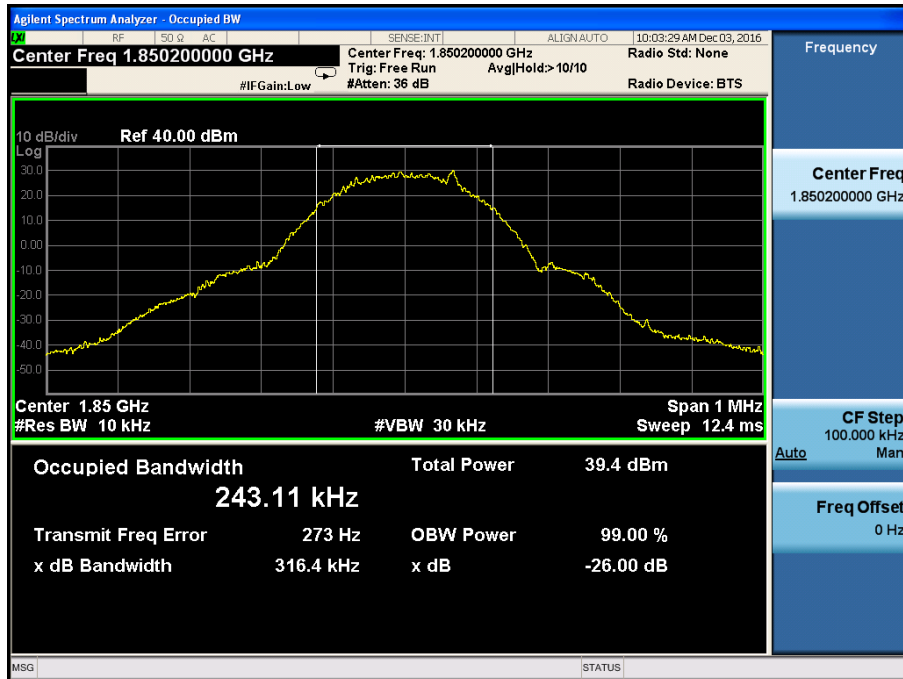 Agilent Spectrum Analyzer - Occupied BW
LXI RF 50 Ω AC SENSE:INT ALIGN AUTO 10:03:29 AM Dec 03, 2016
Center Freq 1.850200000 GHz
Center Freq: 1.850200000 GHz
Radio Std: None
Trig: Free Run Avg|Hold:>10/10
#IFGain:Low
#Atten: 36 dB
Radio Device: BTS
10 dB/div Ref 40.00 dBm
Log
30.0
20.0
10.0
0.00
-10.0
-20.0
-30.0
-40.0
-50.0
Center 1.85 GHz Span 1 MHz
#Res BW 10 kHz #VBW 30 kHz Sweep 12.4 ms
Occupied Bandwidth Total Power 39.4 dBm
243.11 kHz
Transmit Freq Error 273 Hz OBW Power 99.00 %
x dB Bandwidth 316.4 kHz x dB -26.00 dB
MSG STATUS
Frequency
Center Freq
1.850200000 GHz
CF Step
100.000 kHz
Auto Man
Freq Offset
0 Hz